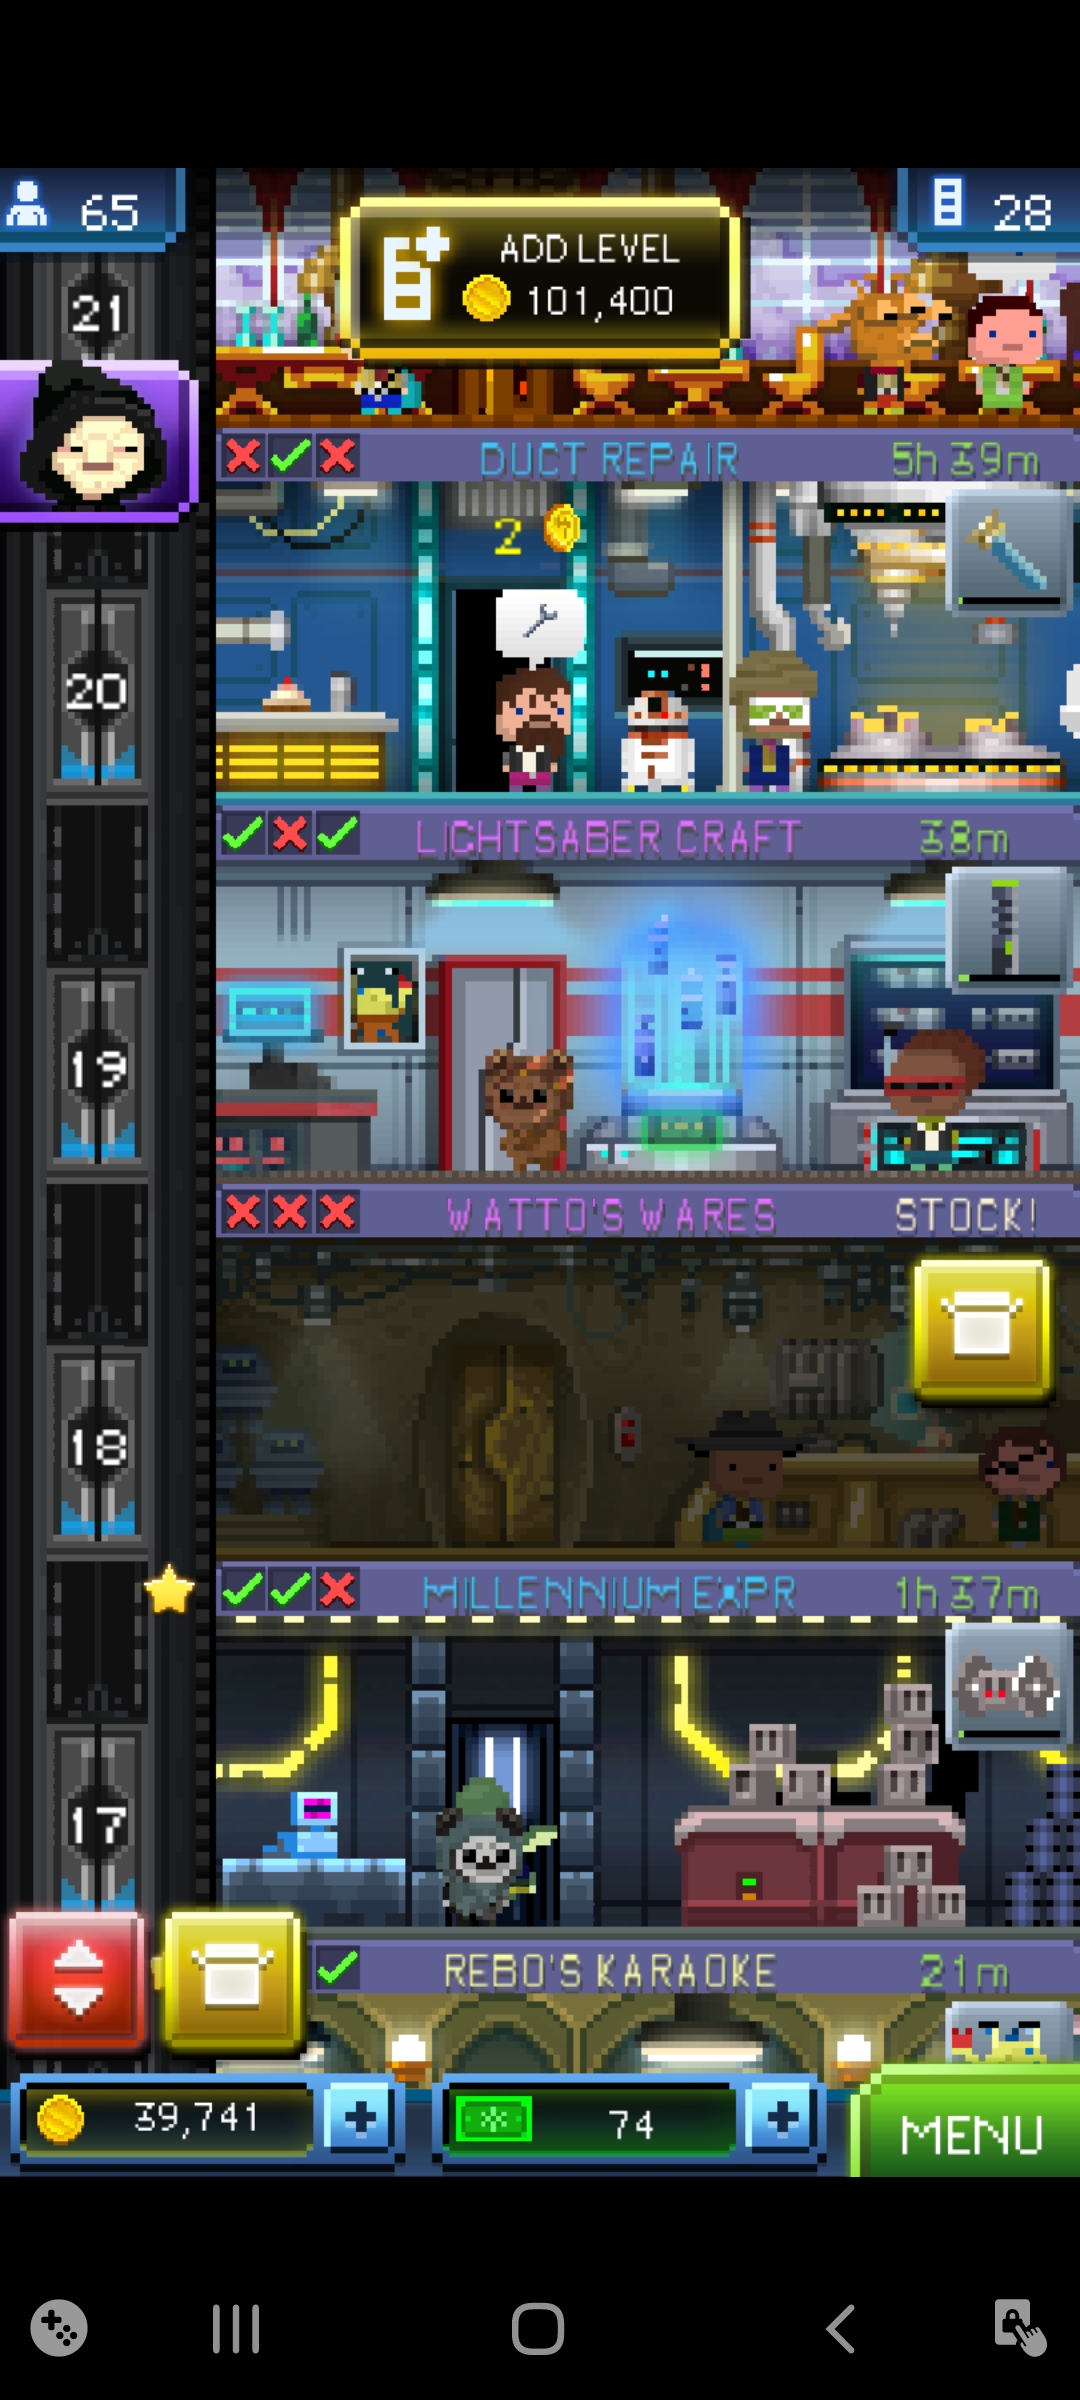 65
28
ADD LEVEL
101,400
21
DUCT REPAIR 5h 39m
2
20
LIGHTSABER CRAFT 38m
19
WATTO'S WARES STOCK!
18
MILLENNIUM EXPR 1h 37m
17
REBO'S KARAOKE 21m
39,741
74
MENU